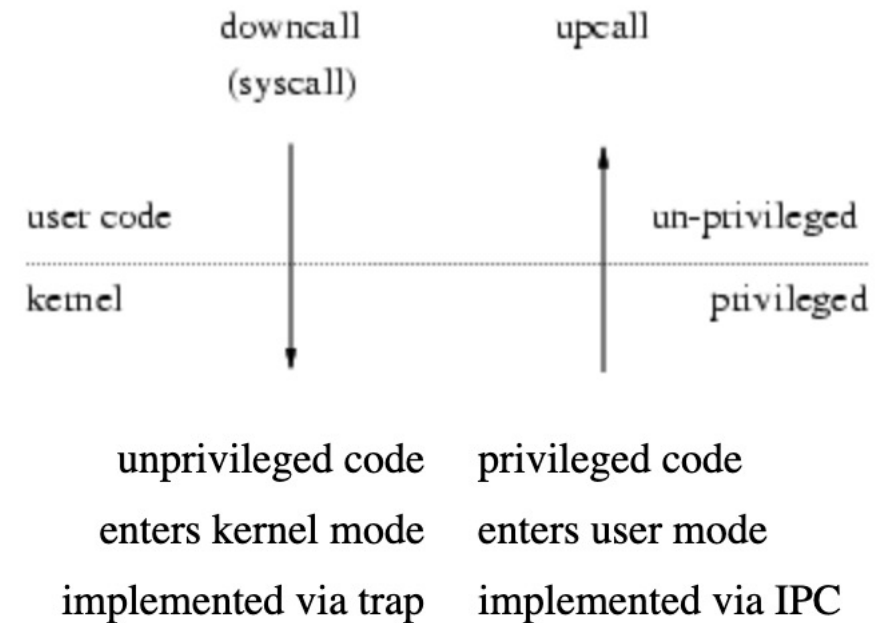 downcall upcall
(syscall)
user code un-privileged
kernel privileged
unprivileged code privileged code
enters kernel mode enters user mode
implemented via trap implemented via IPC